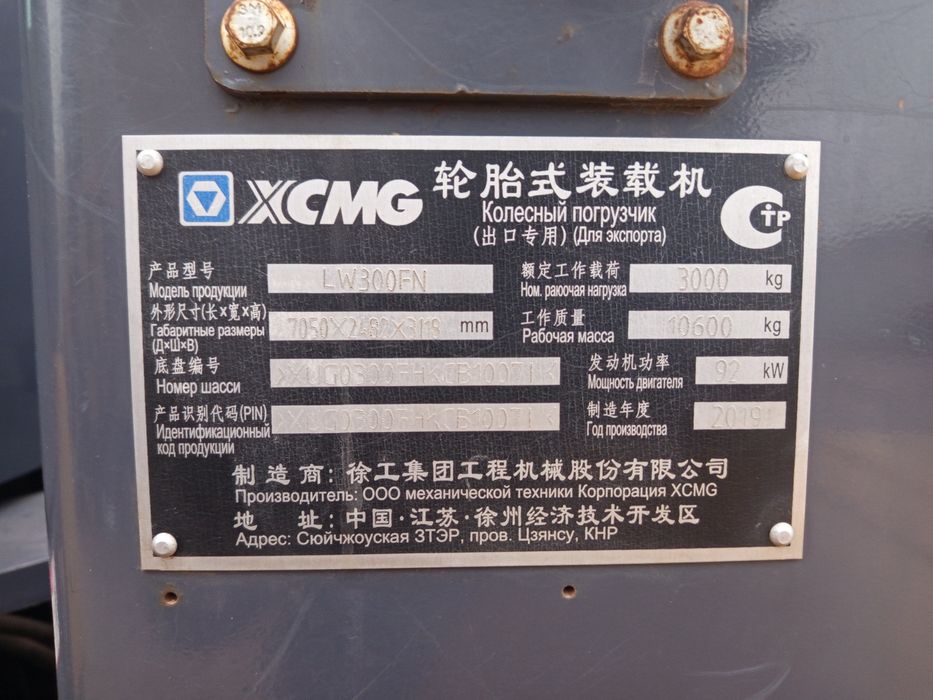 ЗМ
10.9
XCMG
轮胎式装载机
Колесный погрузчик
(出口专用) (Для экспорта)
СТР
产品型号 LW300FN 额定工作载荷 3000 kg
Модель продукции Ном. раюочая нагрузка
外形尺寸(长×宽×高) 工作质量 10600 kg
Габаритные размеры mm Рабочая масса
(Д×Ш×В)
底盘编号 发动机功率 92 kW
Номер шасси Мощность двигателя
产品识别代码(PIN) 制造年度 2019
Идентификационный Год производства
код продукции
制造商:徐工集团工程机械股份有限公司
Производитель: ООО механической техники Корпорация XCMG
地 址:中国·江苏·徐州经济技术开发区
Адрес: Сюйчжоуская ЗТЭР, пров. Цзянсу, КНР